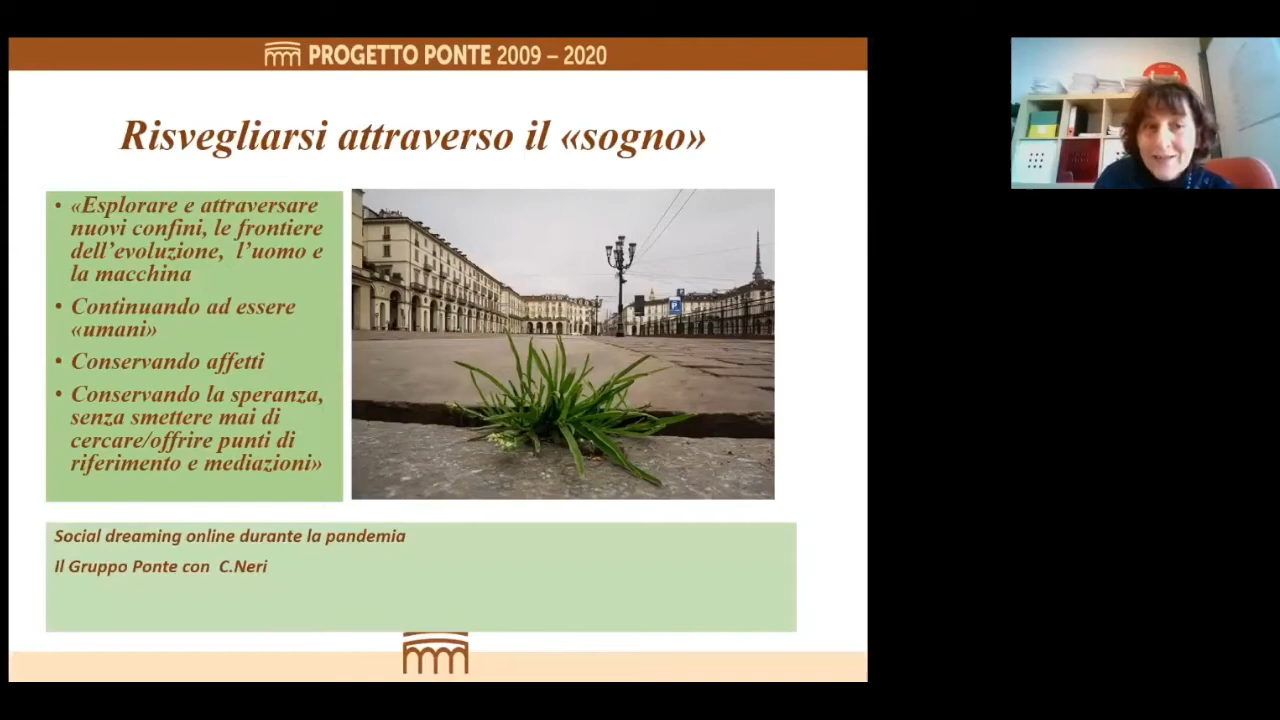 PROGETTO PONTE 2009 – 2020
Risvegliarsi attraverso il «sogno»
• «Esplorare e attraversare
nuovi confini, le frontiere
dell’evoluzione, l’uomo e
la macchina
• Continuando ad essere
«umani»
• Conservando affetti
• Conservando la speranza,
senza smettere mai di
cercare/offrire punti di
riferimento e mediazioni»
P
Social dreaming online durante la pandemia
Il Gruppo Ponte con C.Neri